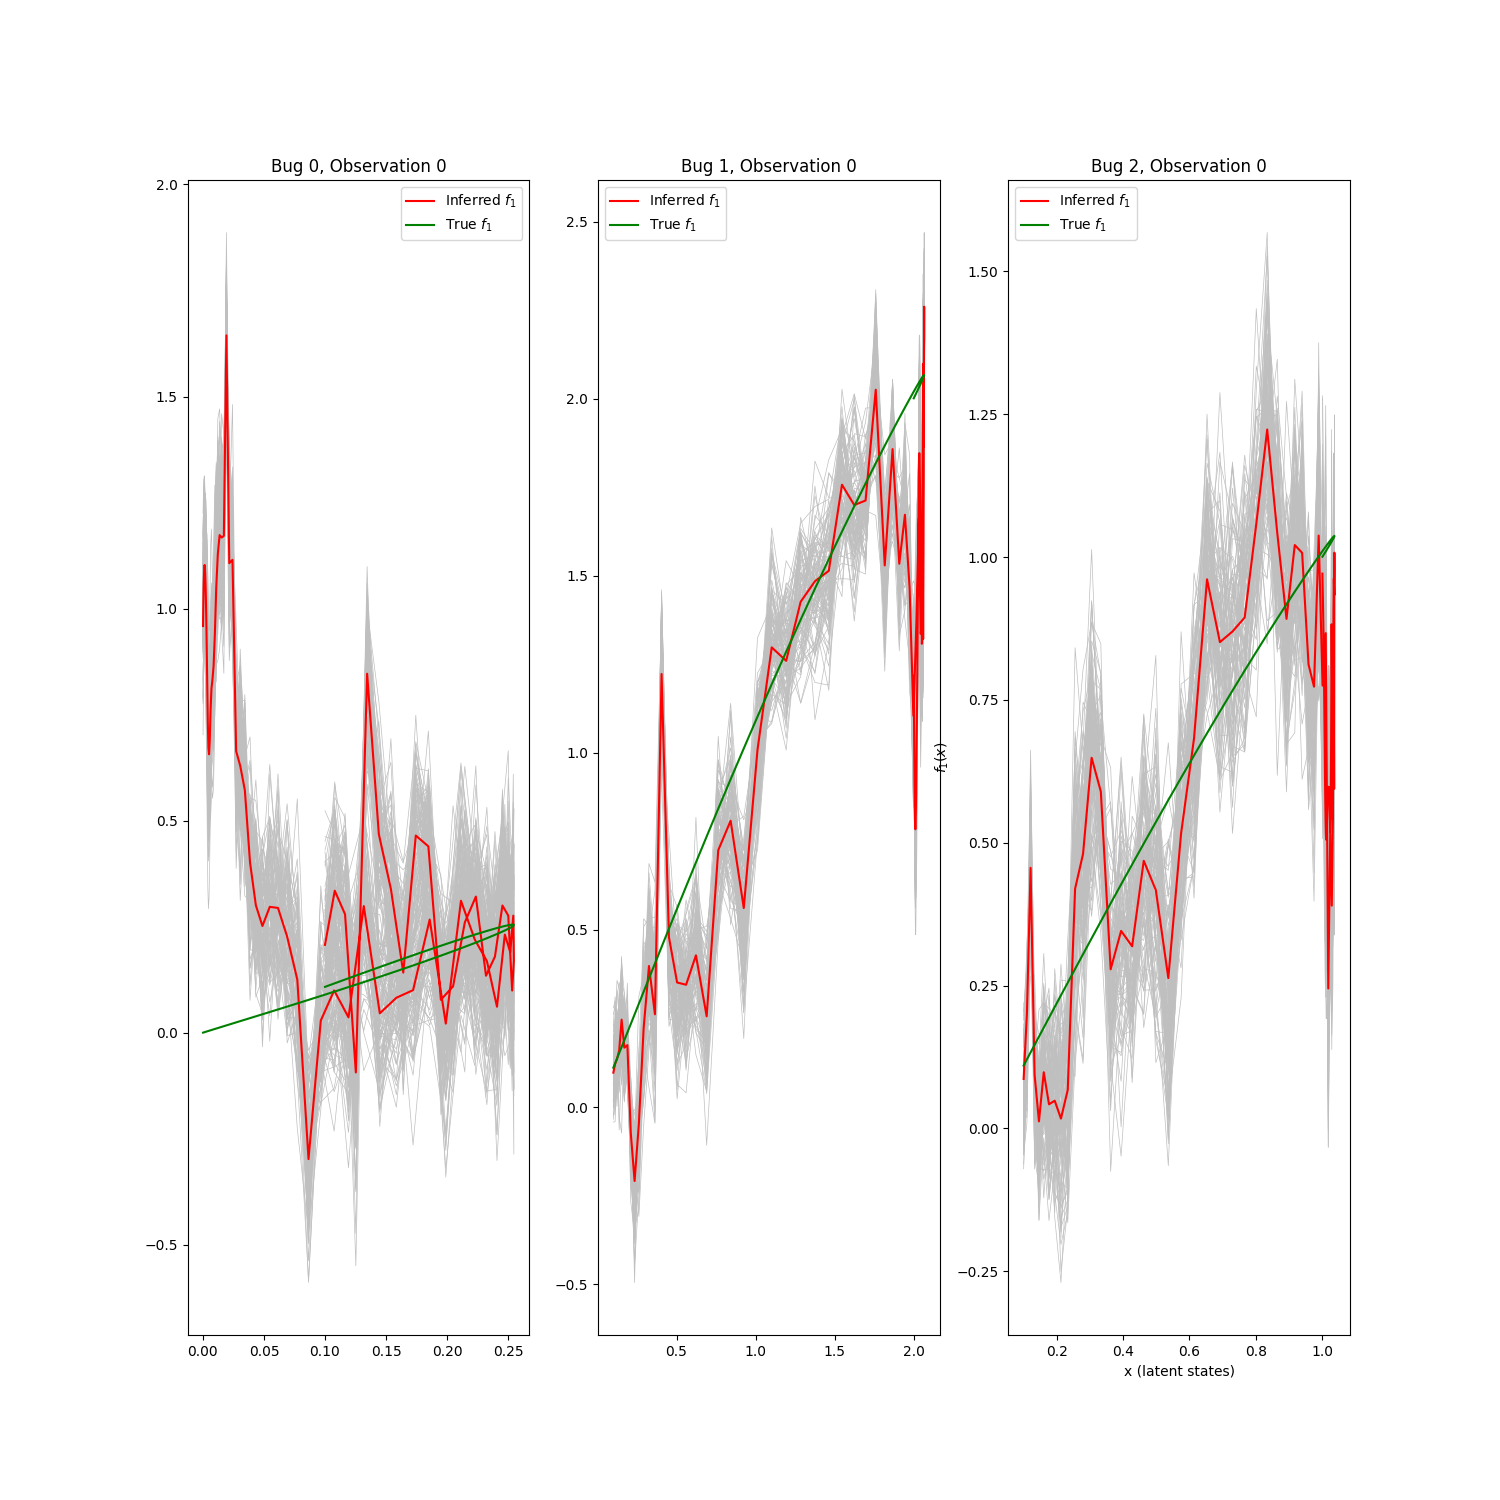 Bug 0, Observation 0
Inferred f₁
True f₁
2.0
1.5
1.0
0.5
0.0
−0.5
0.00 0.05 0.10 0.15 0.20 0.25
Bug 1, Observation 0
Inferred f₁
True f₁
2.5
2.0
1.5
1.0
0.5
0.0
−0.5
0.5 1.0 1.5 2.0
Bug 2, Observation 0
Inferred f₁
True f₁
f₁(x)
1.50
1.25
1.00
0.75
0.50
0.25
0.00
−0.25
0.2 0.4 0.6 0.8 1.0
x (latent states)